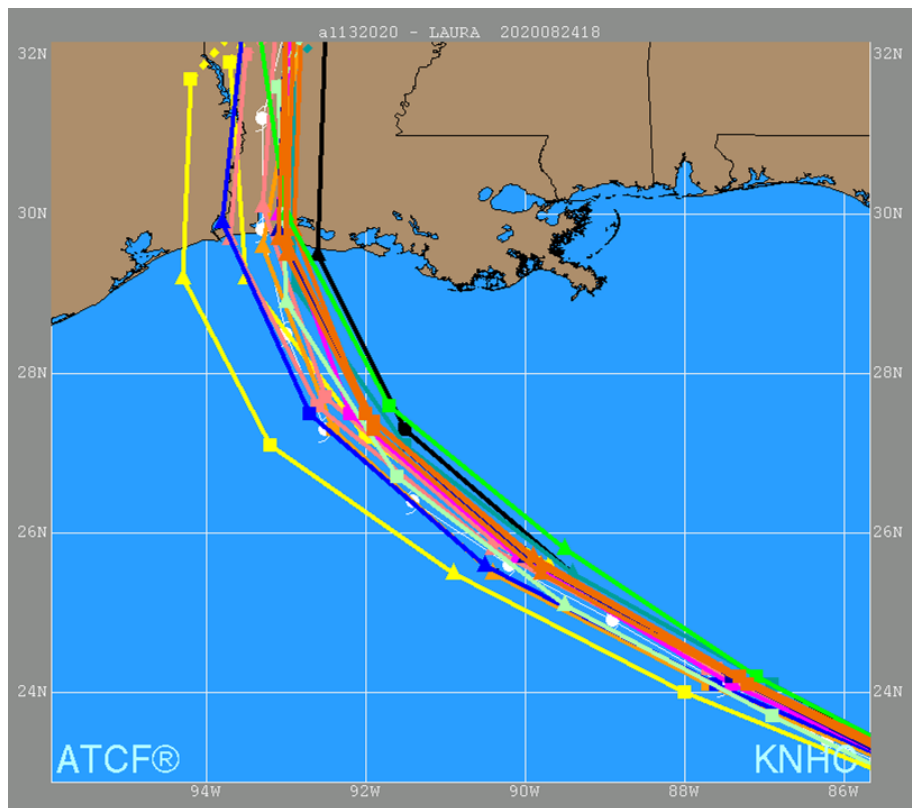 al132020 - LAURA 2020082418
32N 32N
30N 30N
28N 28N
26N 26N
24N 24N
ATCF® KNHC
94W 92W 90W 88W 86W